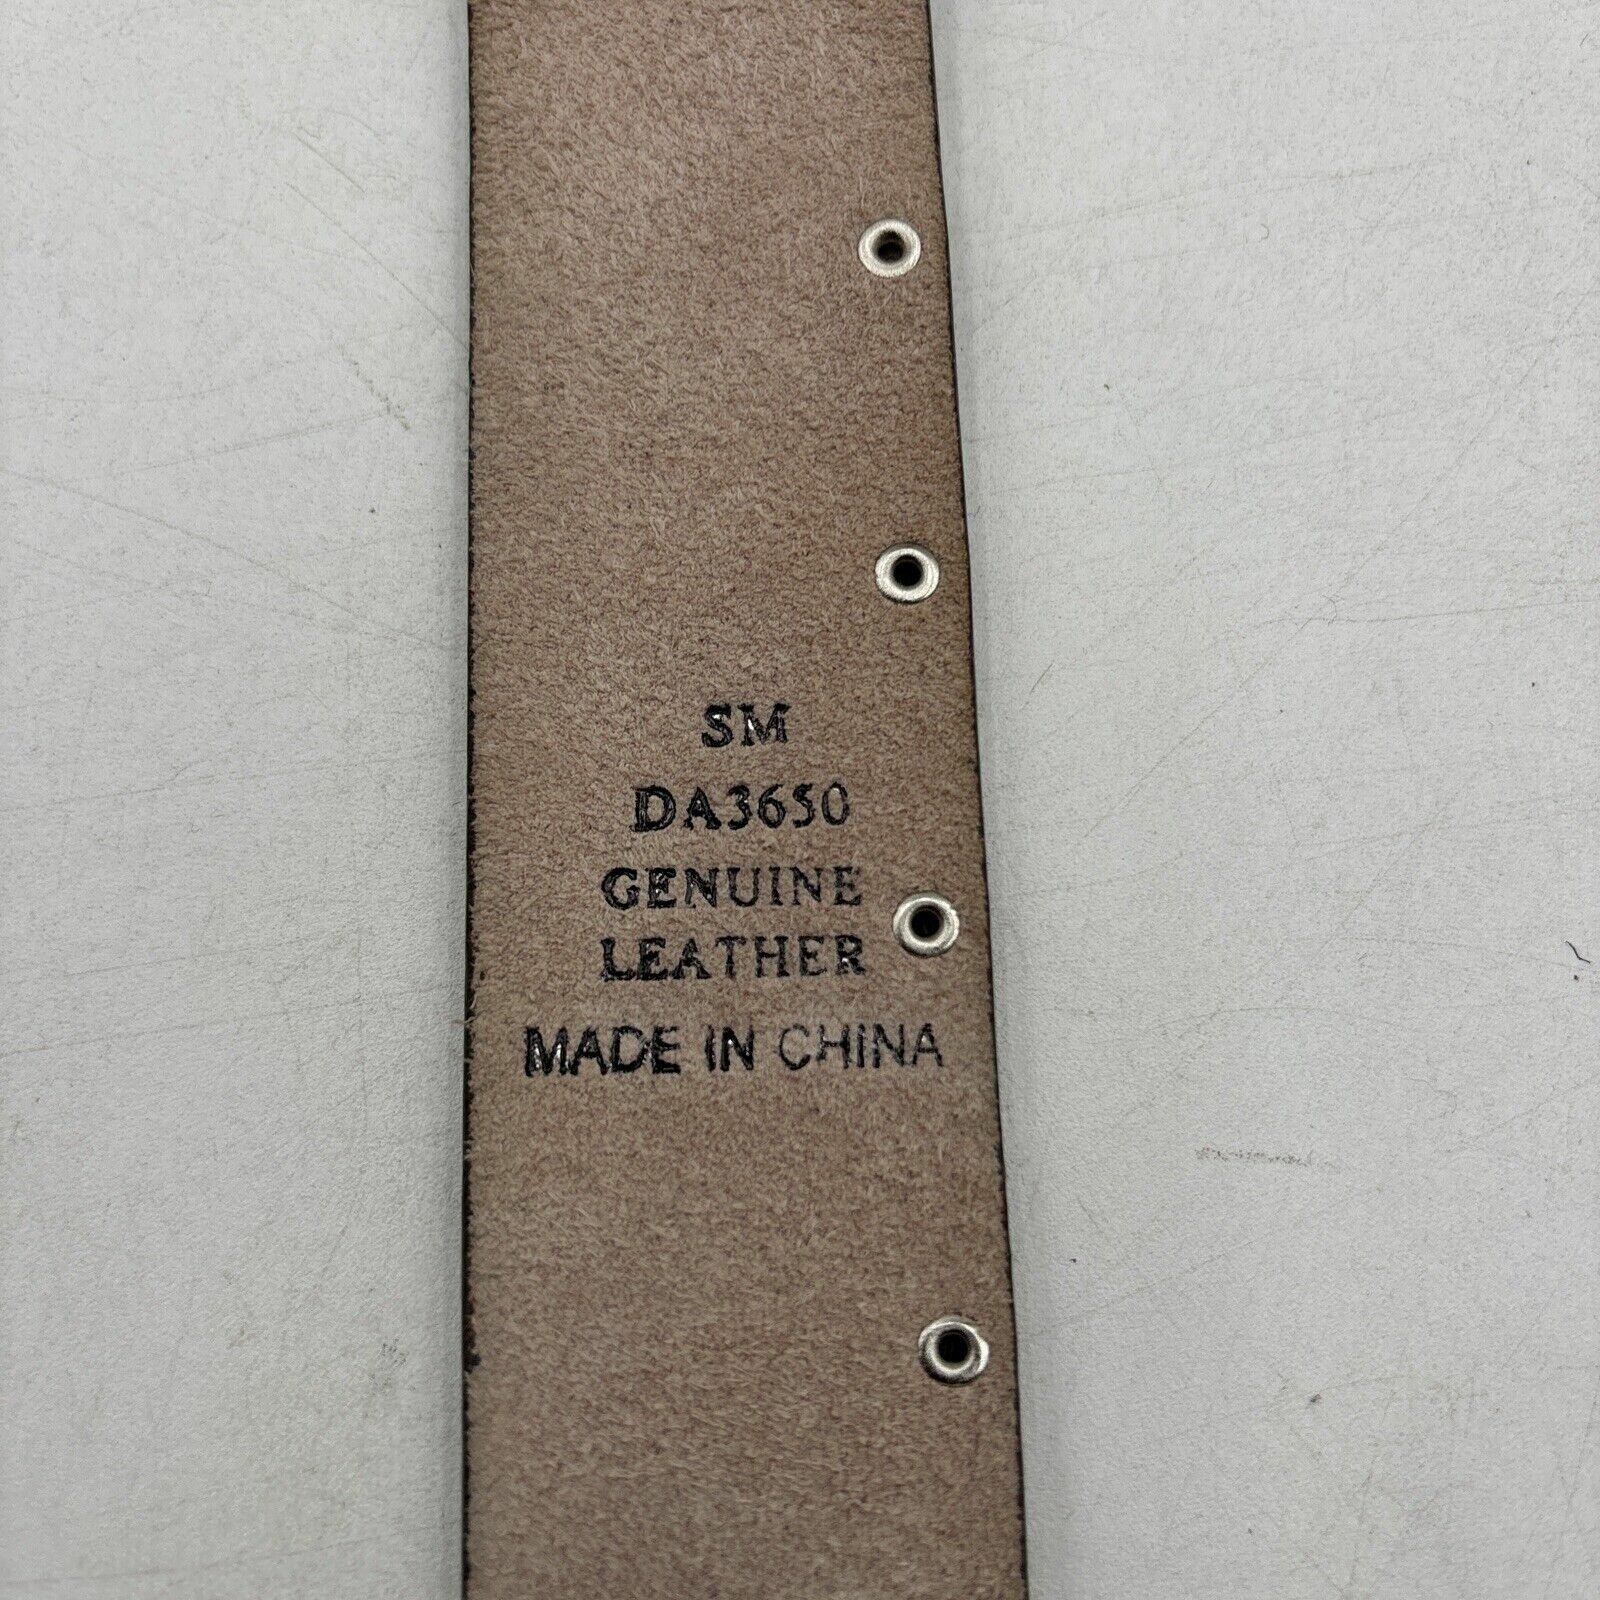 SM
DA3650
GENUINE
LEATHER
MADE IN CHINA